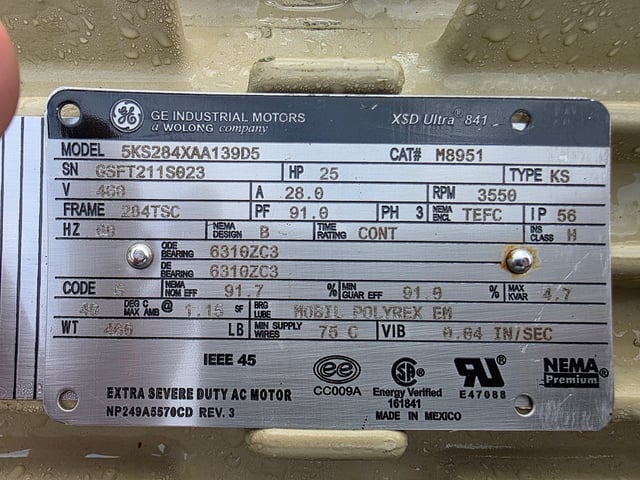 GE GE INDUSTRIAL MOTORS XSD Ultra® 841
a WOLONG company
MODEL 5KS284XAA139D5 CAT# M8951
SN GSFT211S023 HP 25 TYPE KS
V 460 A 28.0 RPM 3550
FRAME 284TSC PF 91.0 PH 3 NEMA ENCL TEFC IP 56
HZ 60 NEMA DESIGN B TIME RATING CONT INS CLASS H
ODE BEARING 6310ZC3
DE BEARING 6310ZC3
CODE NEMA NOM EFF 91.7 % MIN GUAR EFF % MAX KVAR 4.7
40 DEG C MAX AMB @ 1.15 SF BRG LUBE MOBIL POLYREX EM
WT LB MIN SUPPLY WIRES 75 C VIB 0.04 IN/SEC
IEEE 45
ee CC009A
SA Energy Verified 161841
UR E47088
NEMA Premium
EXTRA SEVERE DUTY AC MOTOR
NP249A5570CD REV. 3 MADE IN MEXICO